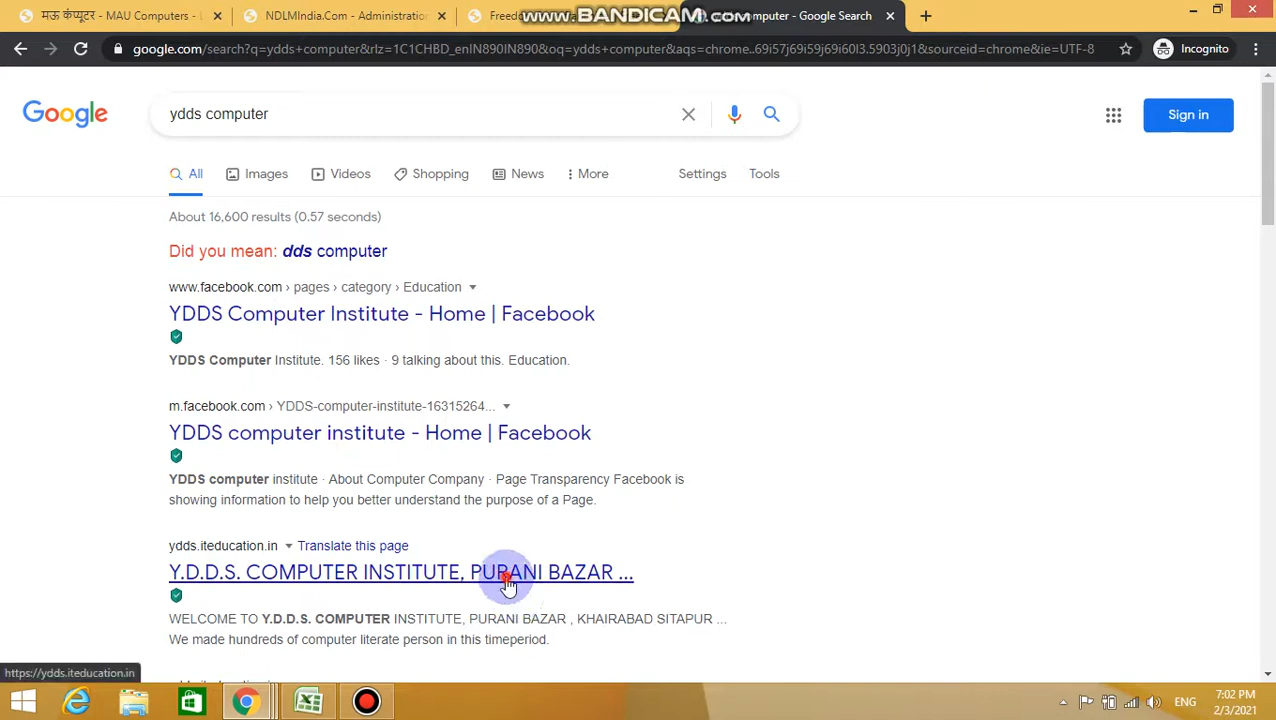 मऊ कंप्यूटर - MAU Computers - L
NDLMIndia.Com - Administratio
Freed
www.BANDICAM.com
omputer - Google Search
google.com/search?q=ydds+computer&rlz=1C1CHBD_enIN890IN890&oq=ydds+computer&aqs=chrome..69i57j69i59j69i60l3.5903j0j1&sourceid=chrome&ie=UTF-8
Incognito
Google
ydds computer
Sign in
All
Images
Videos
Shopping
News
More
Settings
Tools
About 16,600 results (0.57 seconds)
Did you mean: dds computer
www.facebook.com › pages › category › Education
YDDS Computer Institute - Home | Facebook
YDDS Computer Institute. 156 likes · 9 talking about this. Education.
m.facebook.com › YDDS-computer-institute-16315264...
YDDS computer institute - Home | Facebook
YDDS computer institute · About Computer Company · Page Transparency Facebook is
showing information to help you better understand the purpose of a Page.
ydds.iteducation.in
Translate this page
Y.D.D.S. COMPUTER INSTITUTE, PURANI BAZAR ...
WELCOME TO Y.D.D.S. COMPUTER INSTITUTE, PURANI BAZAR , KHAIRABAD SITAPUR ...
We made hundreds of computer literate person in this timeperiod.
https://ydds.iteducation.in
ENG
7:02 PM
2/3/2021